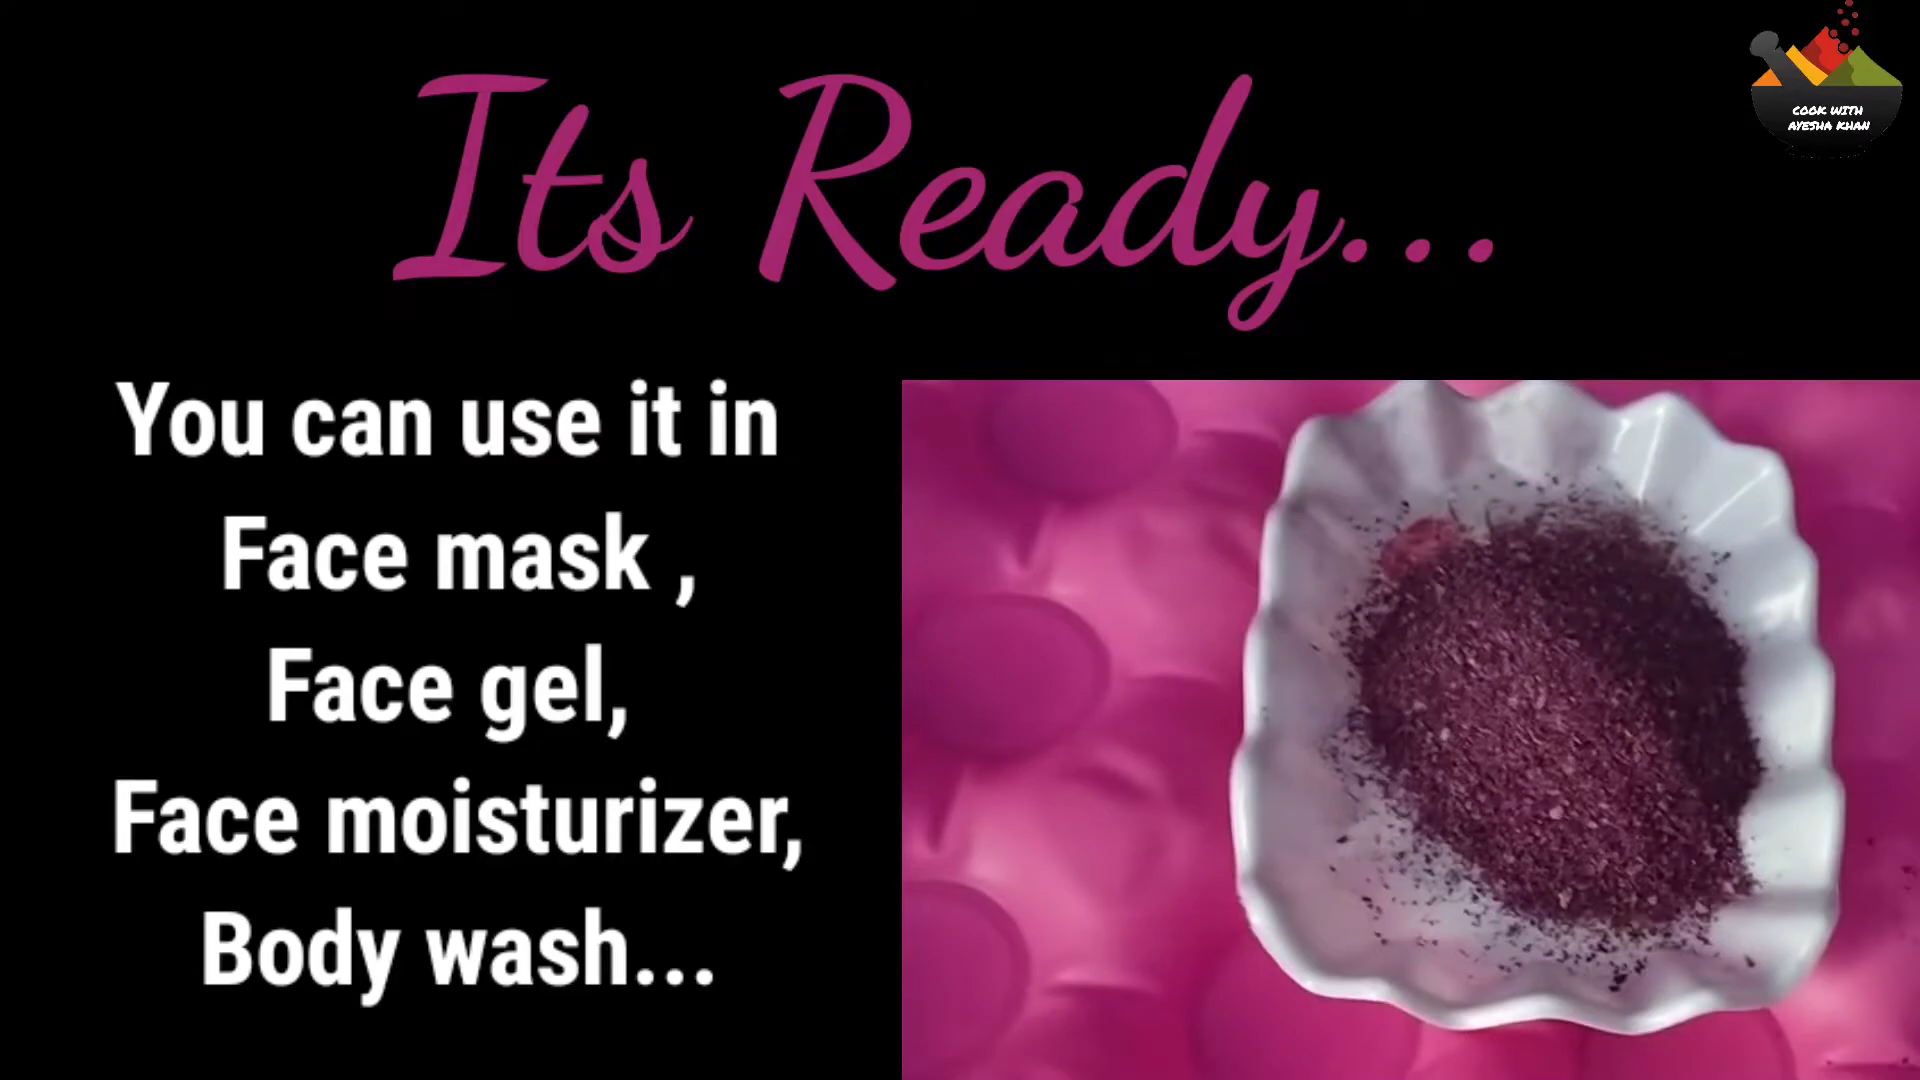 Its Ready...
COOK WITH
AYESHA KHAN
You can use it in
Face mask ,
Face gel,
Face moisturizer,
Body wash...